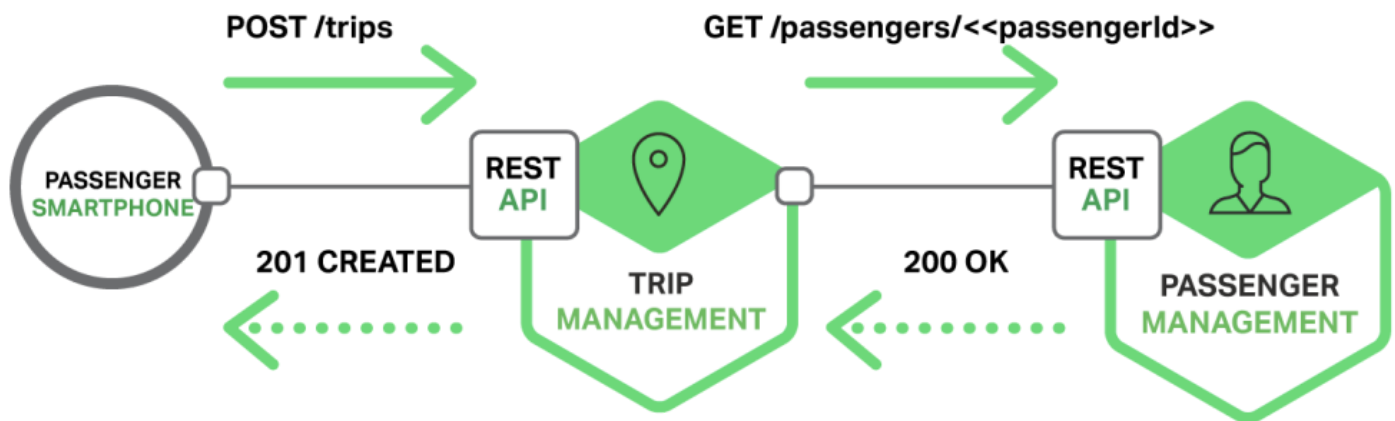 POST /trips
GET /passengers/<<passengerId>>
PASSENGER
SMARTPHONE
REST
API
REST
API
201 CREATED
200 OK
TRIP
MANAGEMENT
PASSENGER
MANAGEMENT